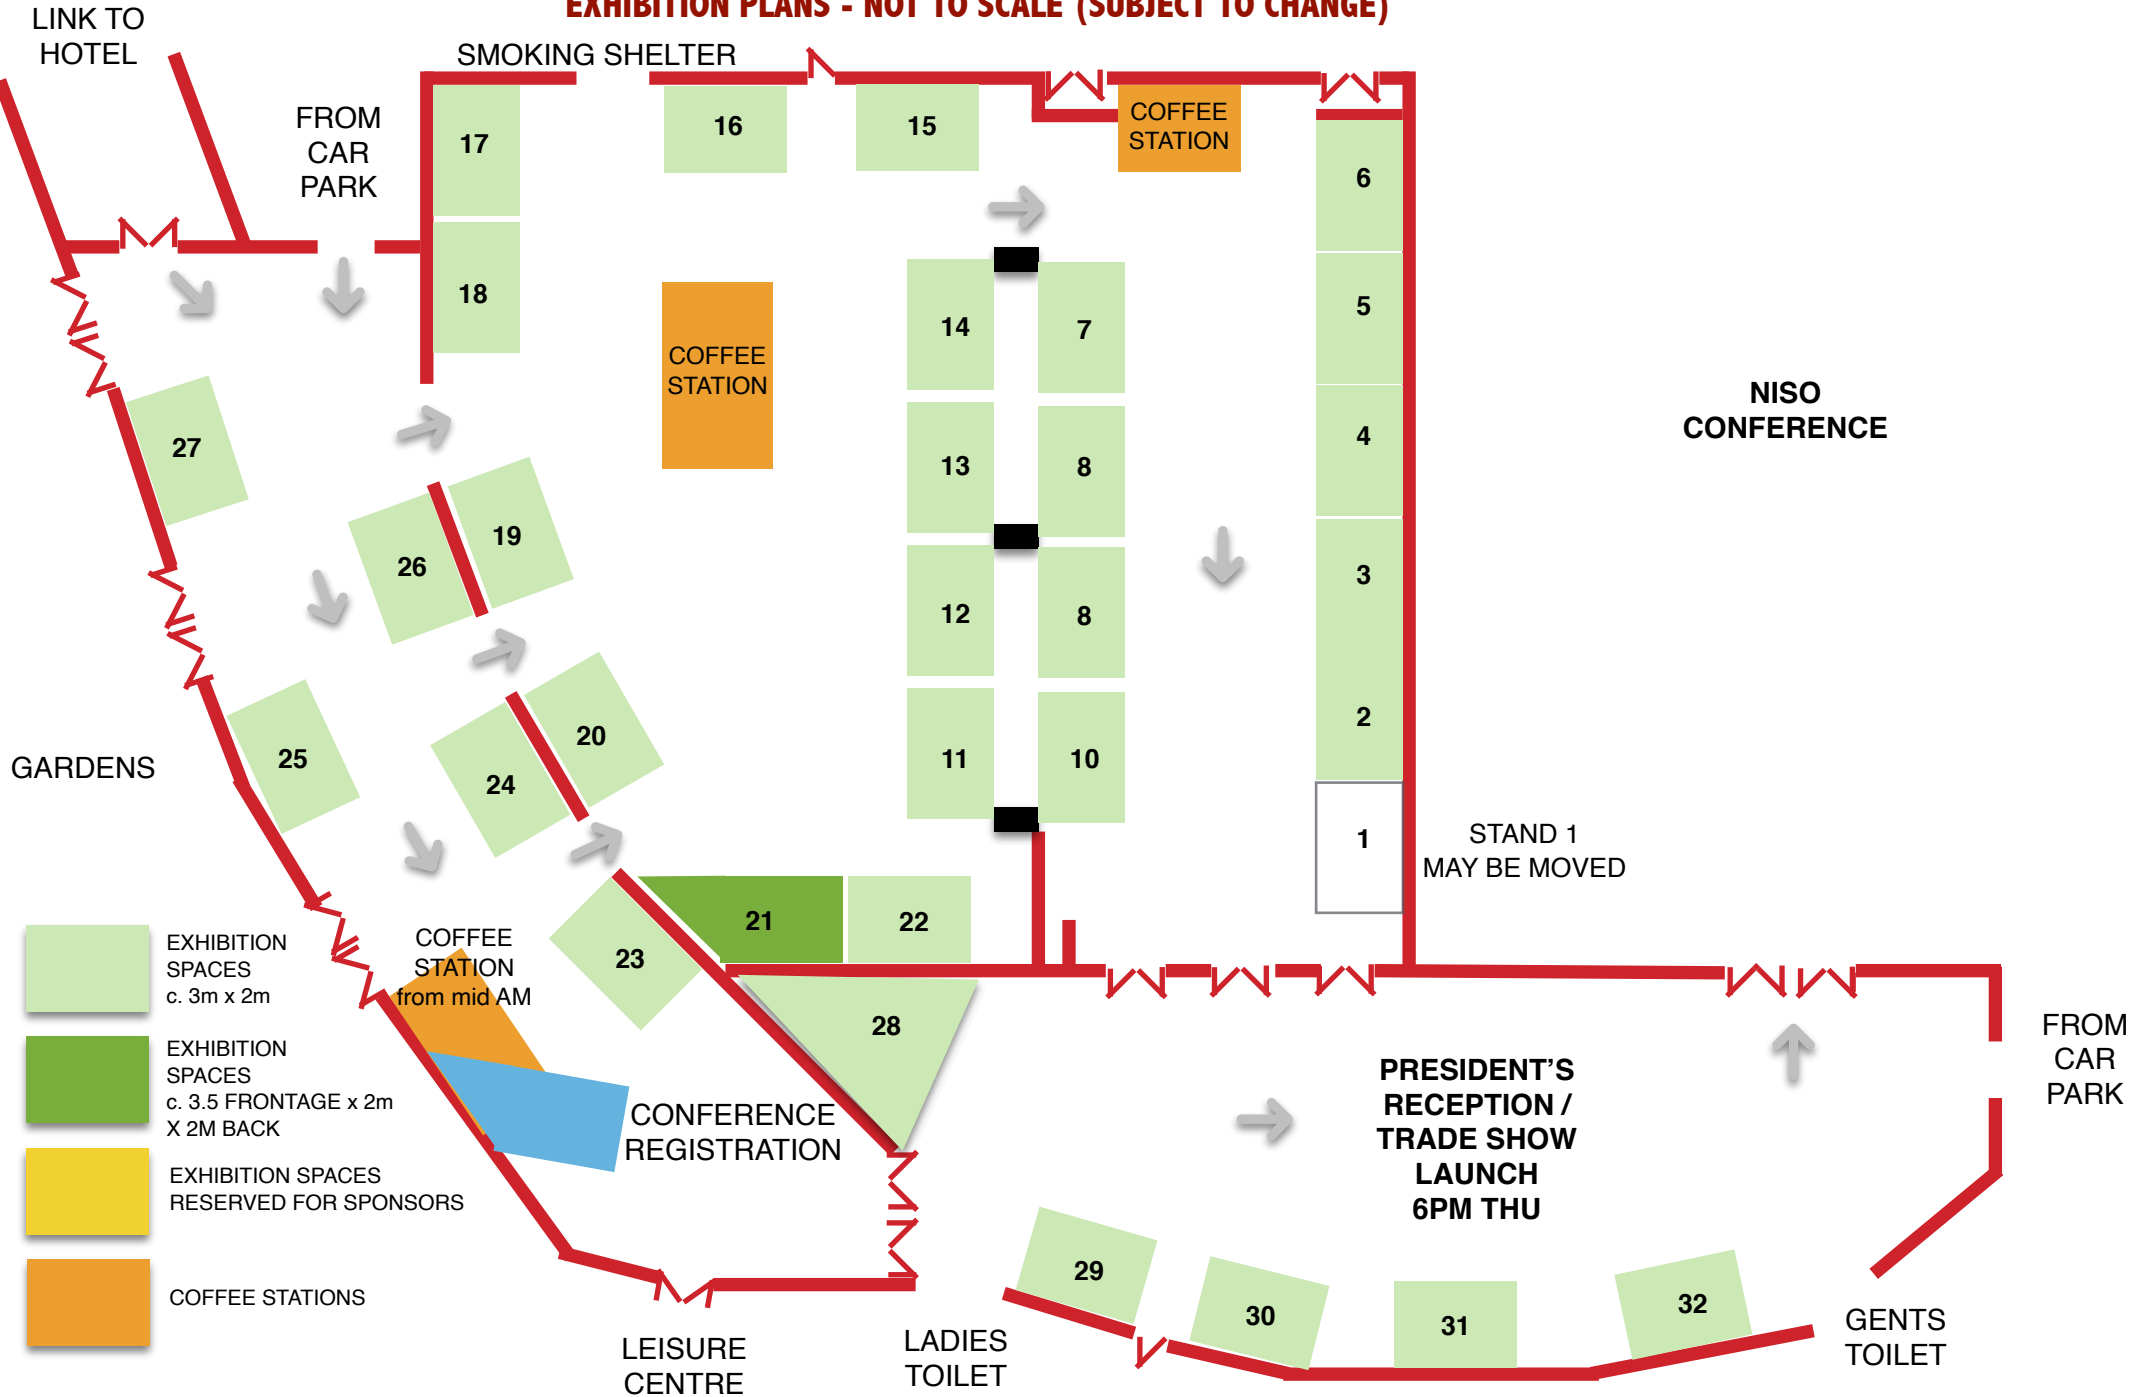 EXHIBITION PLANS - NOT TO SCALE (SUBJECT TO CHANGE)
LINK TO
HOTEL
SMOKING SHELTER
FROM
CAR
PARK
17
16
15
COFFEE
STATION
6
18
5
14
7
COFFEE
STATION
NISO
CONFERENCE
27
4
13
8
19
26
3
12
8
2
20
25
24
11
10
GARDENS
1
STAND 1
MAY BE MOVED
21
22
23
COFFEE
STATION
from mid AM
28
EXHIBITION
SPACES
c. 3m x 2m
EXHIBITION
SPACES
c. 3.5 FRONTAGE x 2m
X 2M BACK
EXHIBITION SPACES
RESERVED FOR SPONSORS
COFFEE STATIONS
CONFERENCE
REGISTRATION
PRESIDENT'S
RECEPTION /
TRADE SHOW
LAUNCH
6PM THU
FROM
CAR
PARK
29
30
31
32
LEISURE
CENTRE
LADIES
TOILET
GENTS
TOILET